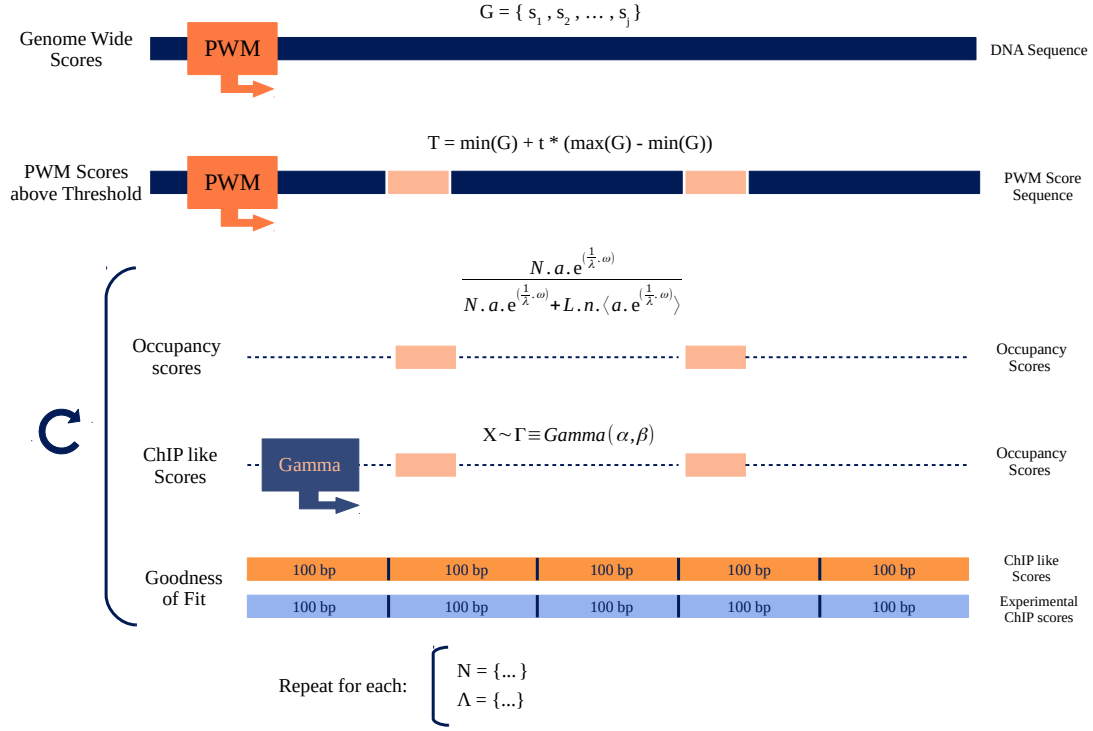 G = { s1 , s2 , … , sj }
Genome Wide
Scores
PWM
DNA Sequence
T = min(G) + t * (max(G) - min(G))
PWM Scores
above Threshold
PWM
PWM Score
Sequence
N . a . e^(1/λ . ω)
N . a . e^(1/λ . ω) + L . n . ⟨a . e^(1/λ . ω)⟩
Occupancy
scores
Occupancy
Scores
X ~ Γ ≡ Gamma(α, β)
ChIP like
Scores
Gamma
Occupancy
Scores
Goodness
of Fit
100 bp 100 bp 100 bp 100 bp 100 bp
ChIP like
Scores
100 bp 100 bp 100 bp 100 bp 100 bp
Experimental
ChIP scores
Repeat for each:
N = {... }
Λ = {...}